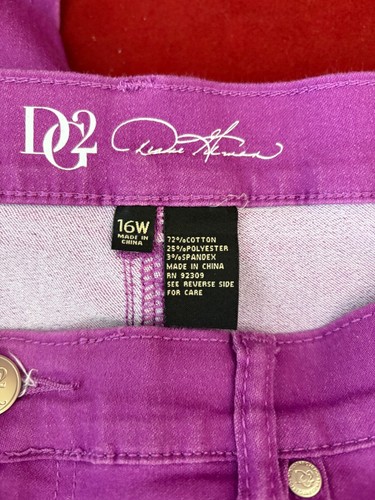 DG2
16W
MADE IN
CHINA
72%COTTON
25%POLYESTER
3%SPANDEX
MADE IN CHINA
RN 92309
SEE REVERSE SIDE
FOR CARE